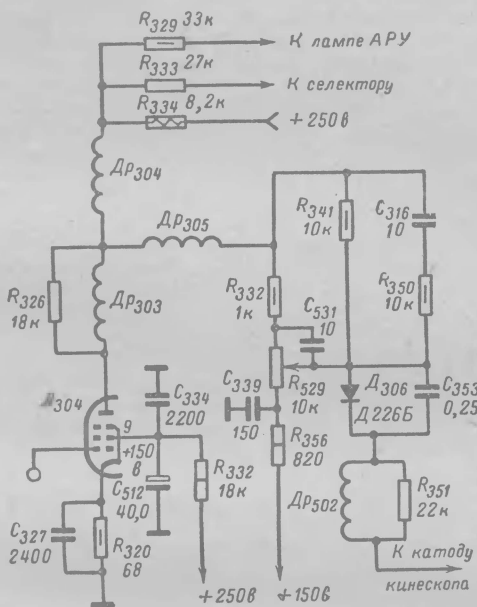 R329 33к
К лампе АРУ
R333 27к
К селектору
R334 8,2к
+250в
Др304
Др305
R341
10к
C316
10
R326
18к
Др303
R332
1к
C531
10
R350
10к
Л304
9
+150
в
C334
2200
C339
150
R529
10к
Д306
Д226Б
C353
0,25
C512
40,0
R332
18к
R356
820
Др502
R351
22к
C327
2400
R320
68
+250в
+150в
К катоду
кинескопа